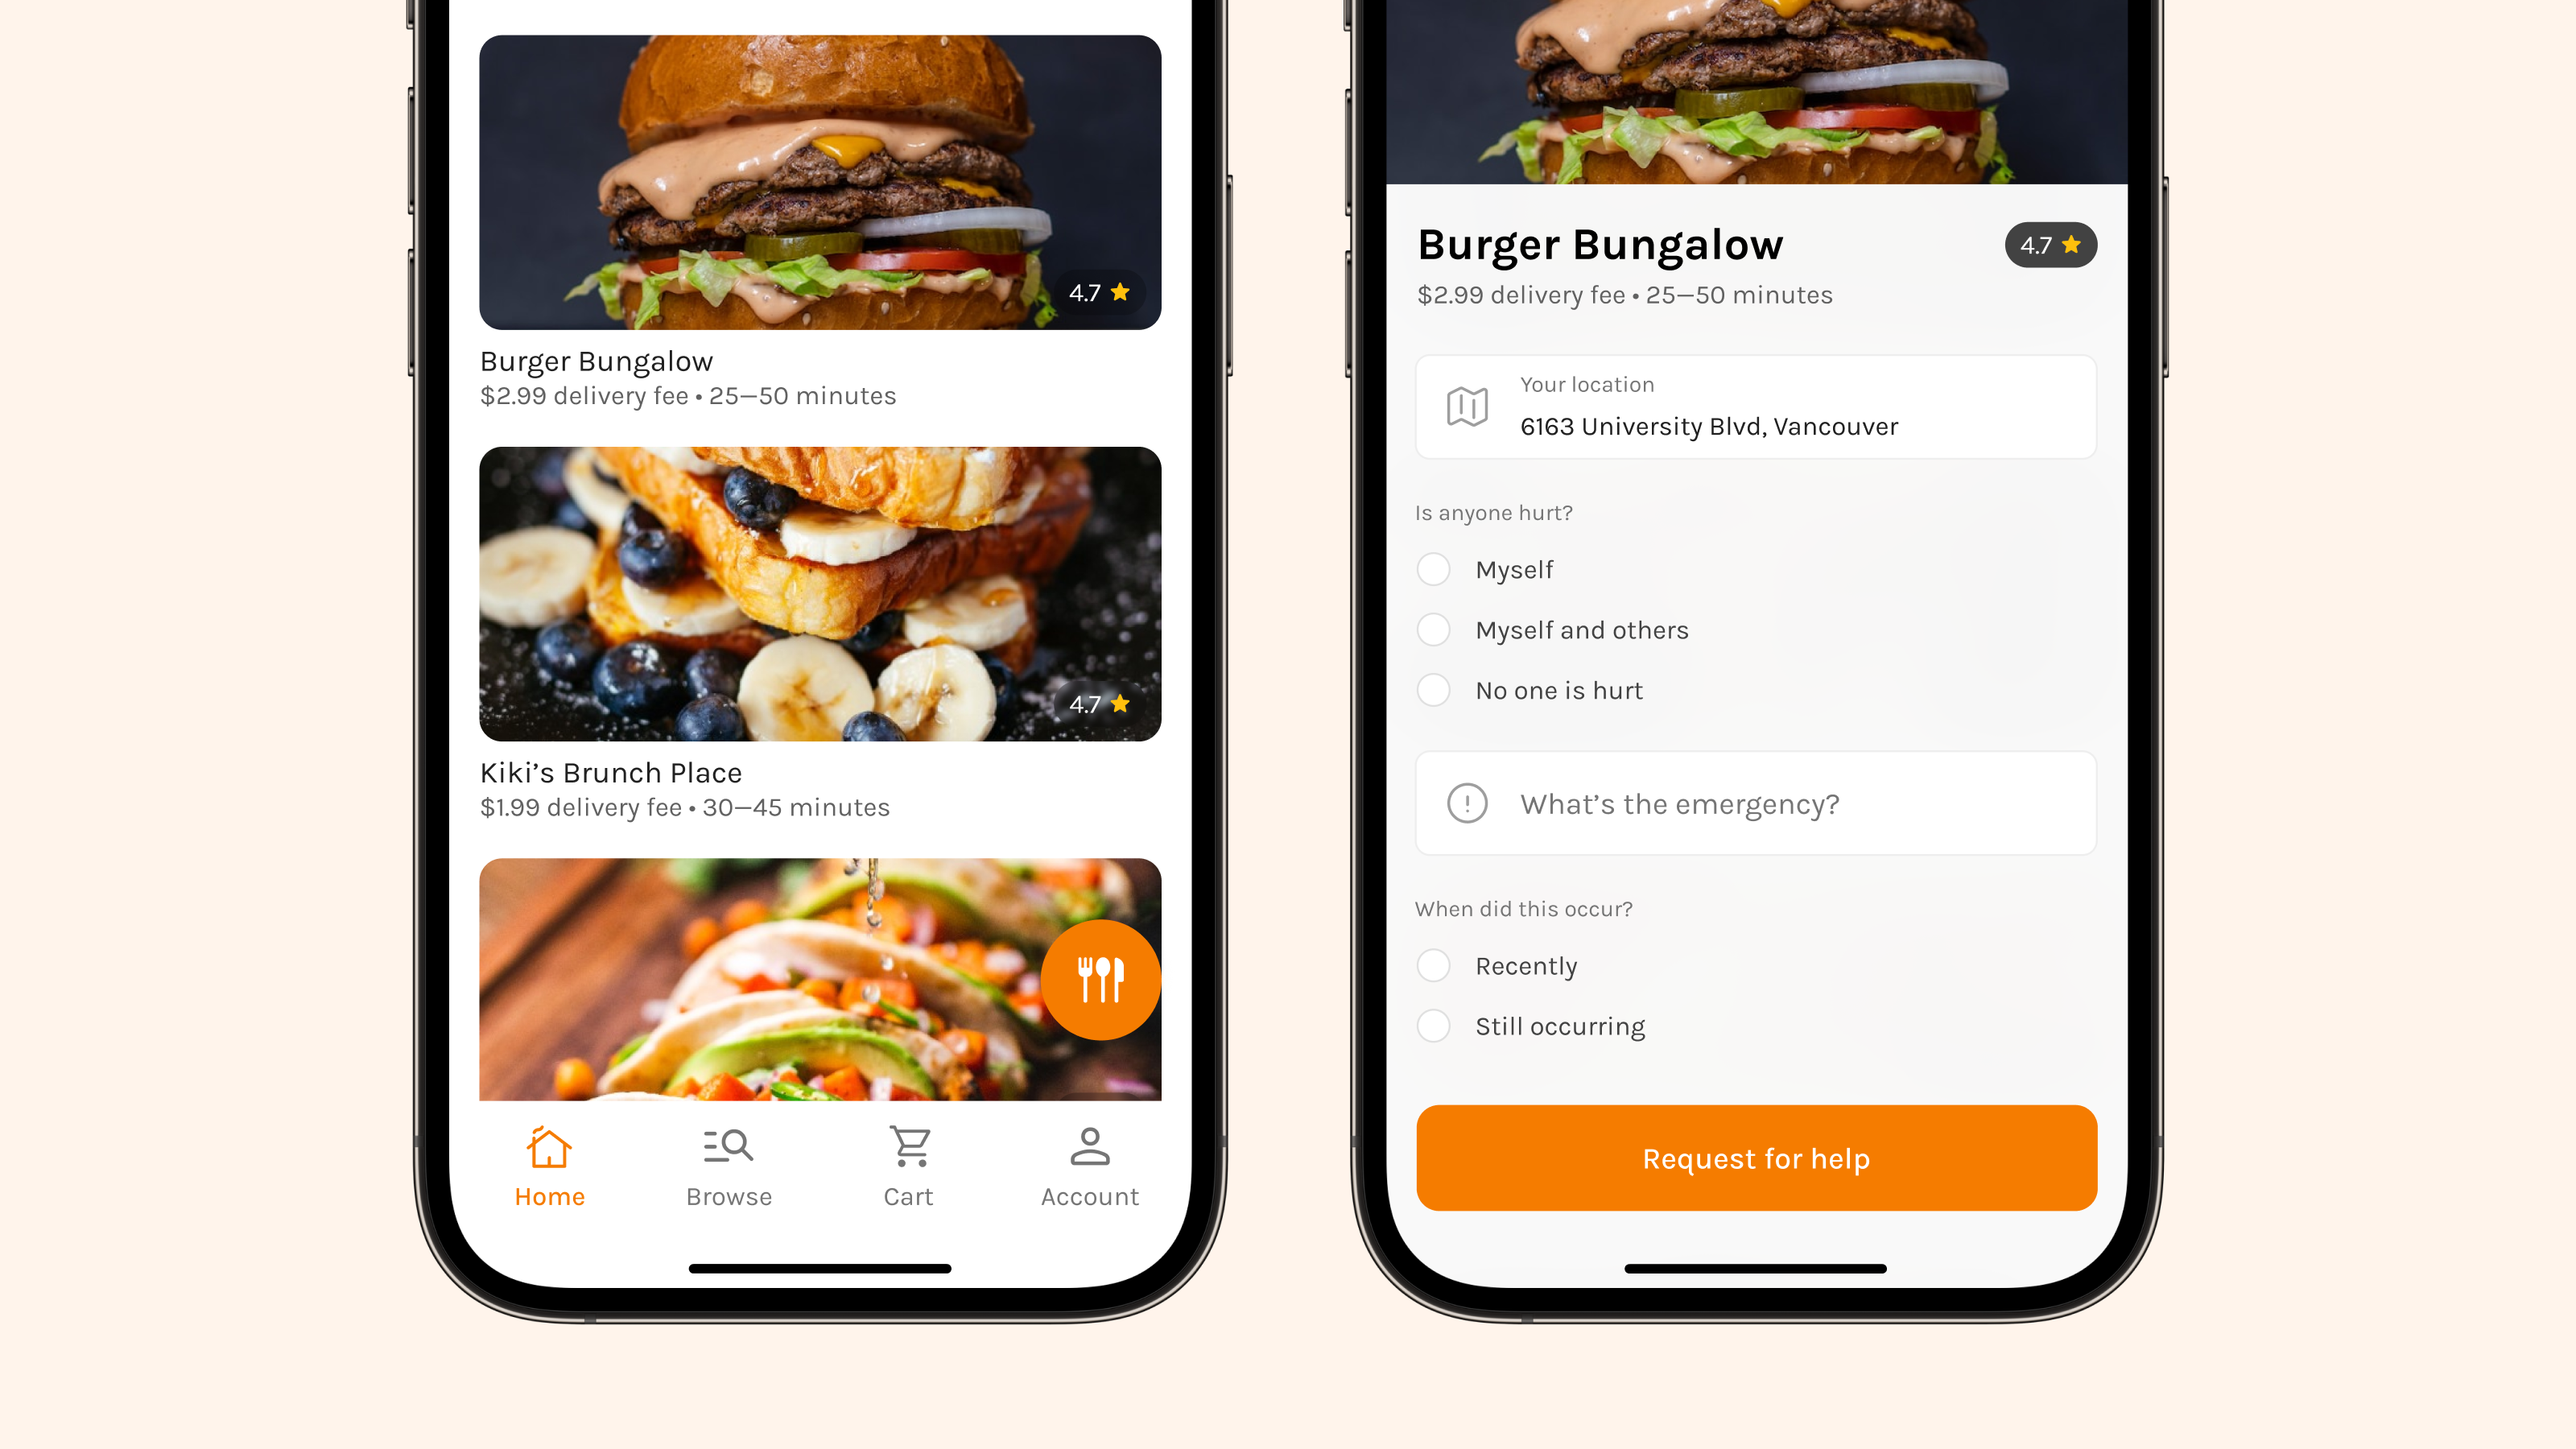 4.7
Burger Bungalow
$2.99 delivery fee • 25—50 minutes
4.7
Kiki’s Brunch Place
$1.99 delivery fee • 30—45 minutes
Home
Browse
Cart
Account
Burger Bungalow
4.7
$2.99 delivery fee • 25—50 minutes
Your location
6163 University Blvd, Vancouver
Is anyone hurt?
Myself
Myself and others
No one is hurt
What’s the emergency?
When did this occur?
Recently
Still occurring
Request for help